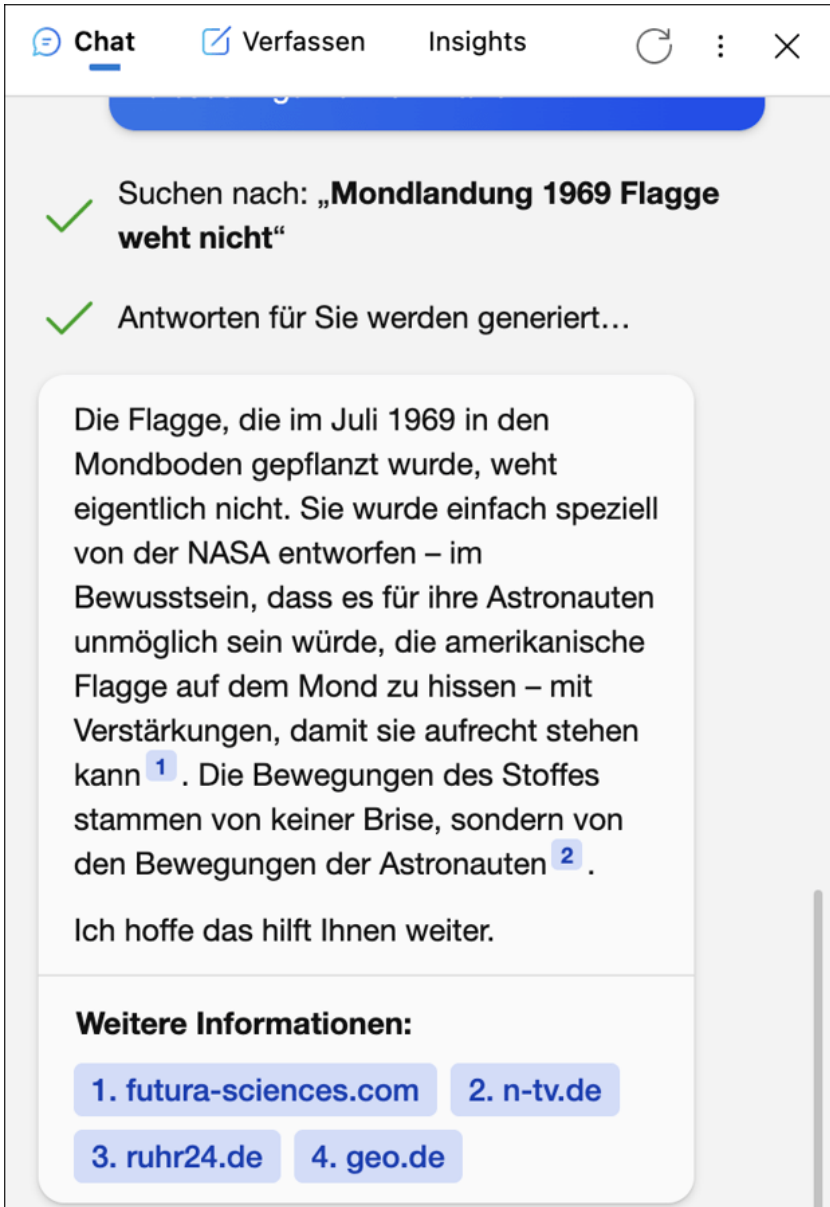 Chat Verfassen Insights
Suchen nach: „Mondlandung 1969 Flagge
weht nicht“
Antworten für Sie werden generiert…
Die Flagge, die im Juli 1969 in den
Mondboden gepflanzt wurde, weht
eigentlich nicht. Sie wurde einfach speziell
von der NASA entworfen – im
Bewusstsein, dass es für ihre Astronauten
unmöglich sein würde, die amerikanische
Flagge auf dem Mond zu hissen – mit
Verstärkungen, damit sie aufrecht stehen
kann 1 . Die Bewegungen des Stoffes
stammen von keiner Brise, sondern von
den Bewegungen der Astronauten 2 .
Ich hoffe das hilft Ihnen weiter.
Weitere Informationen:
1. futura-sciences.com 2. n-tv.de
3. ruhr24.de 4. geo.de